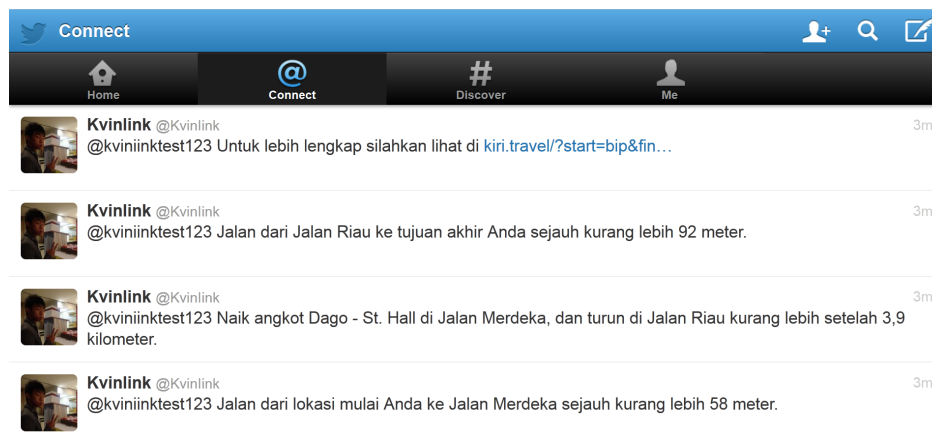 Connect
Home
Connect
Discover
Me
Kvinlink @Kvinlink 3m
@kviniinktest123 Untuk lebih lengkap silahkan lihat di kiri.travel/?start=bip&fin…
Kvinlink @Kvinlink 3m
@kviniinktest123 Jalan dari Jalan Riau ke tujuan akhir Anda sejauh kurang lebih 92 meter.
Kvinlink @Kvinlink 3m
@kviniinktest123 Naik angkot Dago - St. Hall di Jalan Merdeka, dan turun di Jalan Riau kurang lebih setelah 3,9
kilometer.
Kvinlink @Kvinlink 3m
@kviniinktest123 Jalan dari lokasi mulai Anda ke Jalan Merdeka sejauh kurang lebih 58 meter.